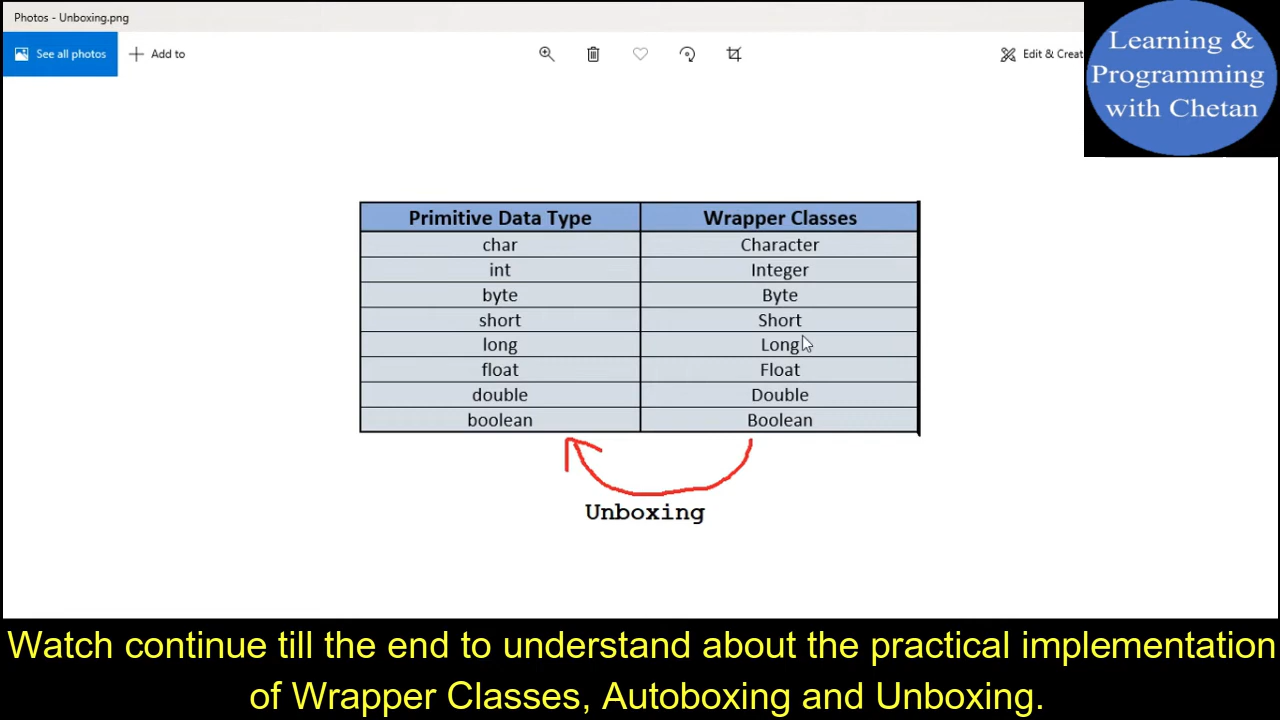 Photos - Unboxing.png
See all photos
Add to
Edit & Creat
Learning &
Programming
with Chetan
Primitive Data Type Wrapper Classes
char Character
int Integer
byte Byte
short Short
long Long
float Float
double Double
boolean Boolean
Unboxing
Watch continue till the end to understand about the practical implementation
of Wrapper Classes, Autoboxing and Unboxing.